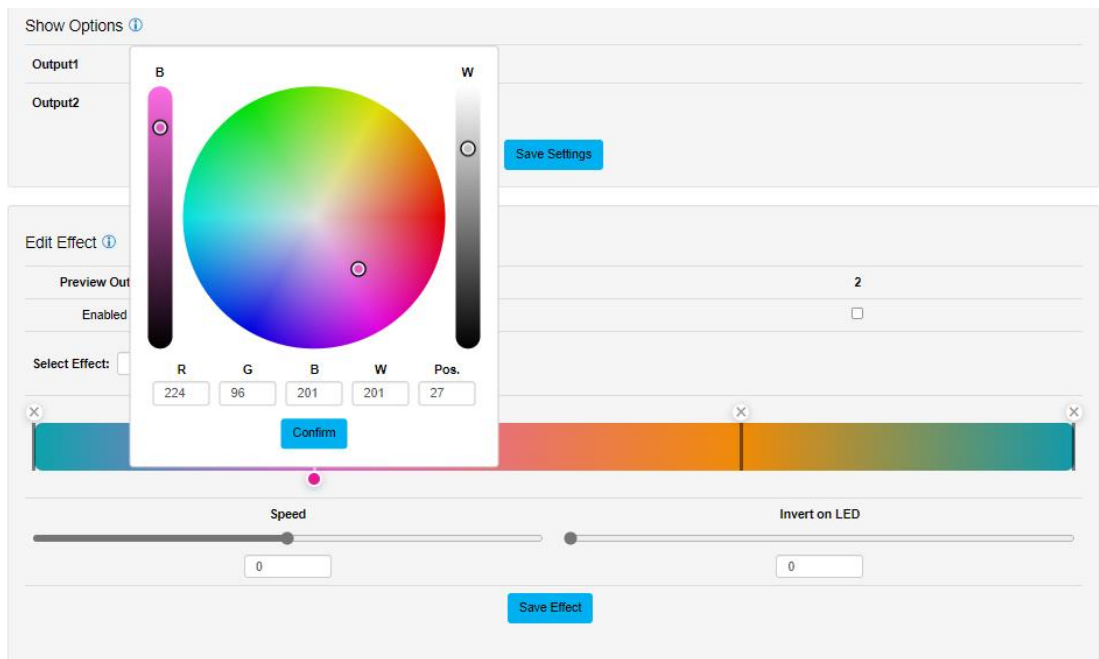 Show Options
Output1
B W
Output2
Save Settings
Edit Effect
Preview Out 2
Enabled
Select Effect:
R G B W Pos.
224 96 201 201 27
Confirm
Speed Invert on LED
0 0
Save Effect